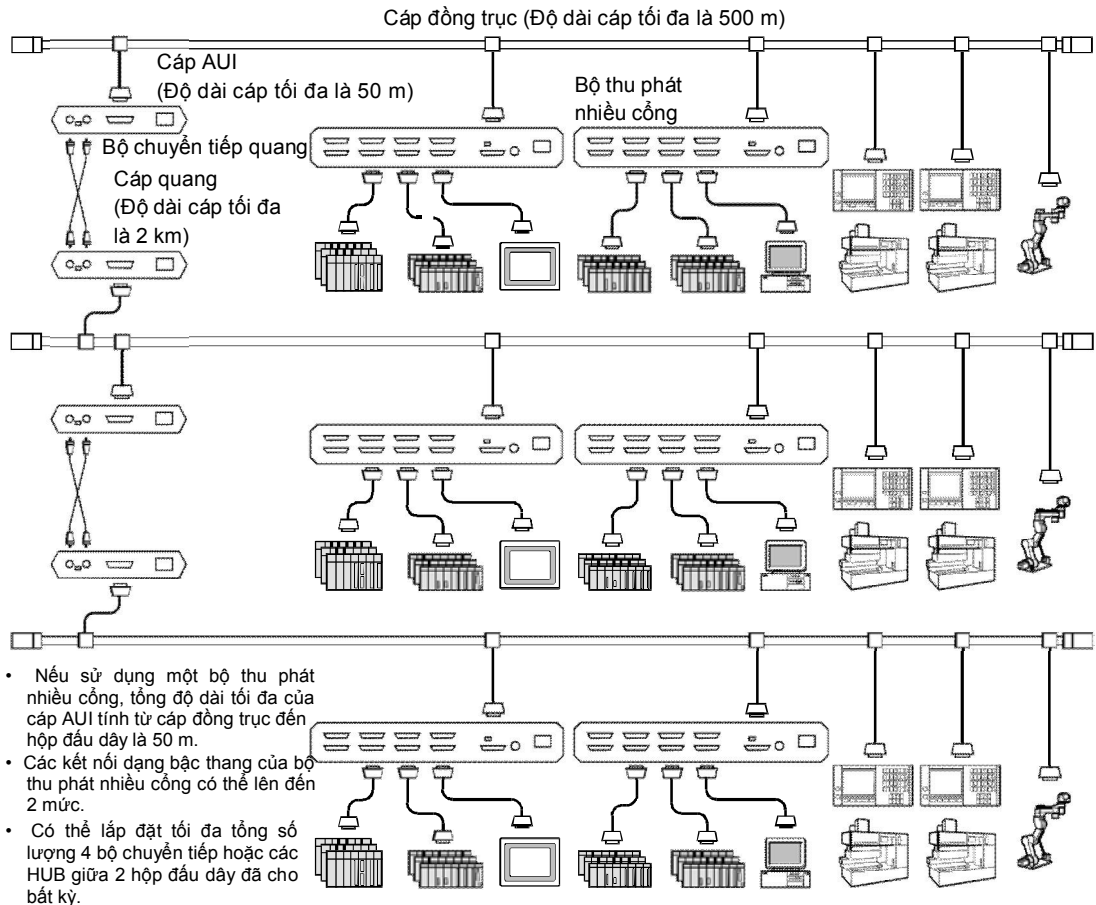 Cáp đồng trục (Độ dài cáp tối đa là 500 m)
Cáp AUI
(Độ dài cáp tối đa là 50 m)
Bộ thu phát
nhiều cổng
Bộ chuyển tiếp quang
Cáp quang
(Độ dài cáp tối đa
là 2 km)
• Nếu sử dụng một bộ thu phát
nhiều cổng, tổng độ dài tối đa của
cáp AUI tính từ cáp đồng trục đến
hộp đấu dây là 50 m.
• Các kết nối dạng bậc thang của bộ
thu phát nhiều cổng có thể lên đến
2 mức.
• Có thể lắp đặt tối đa tổng số
lượng 4 bộ chuyển tiếp hoặc các
HUB giữa 2 hộp đấu dây đã cho
bất kỳ.